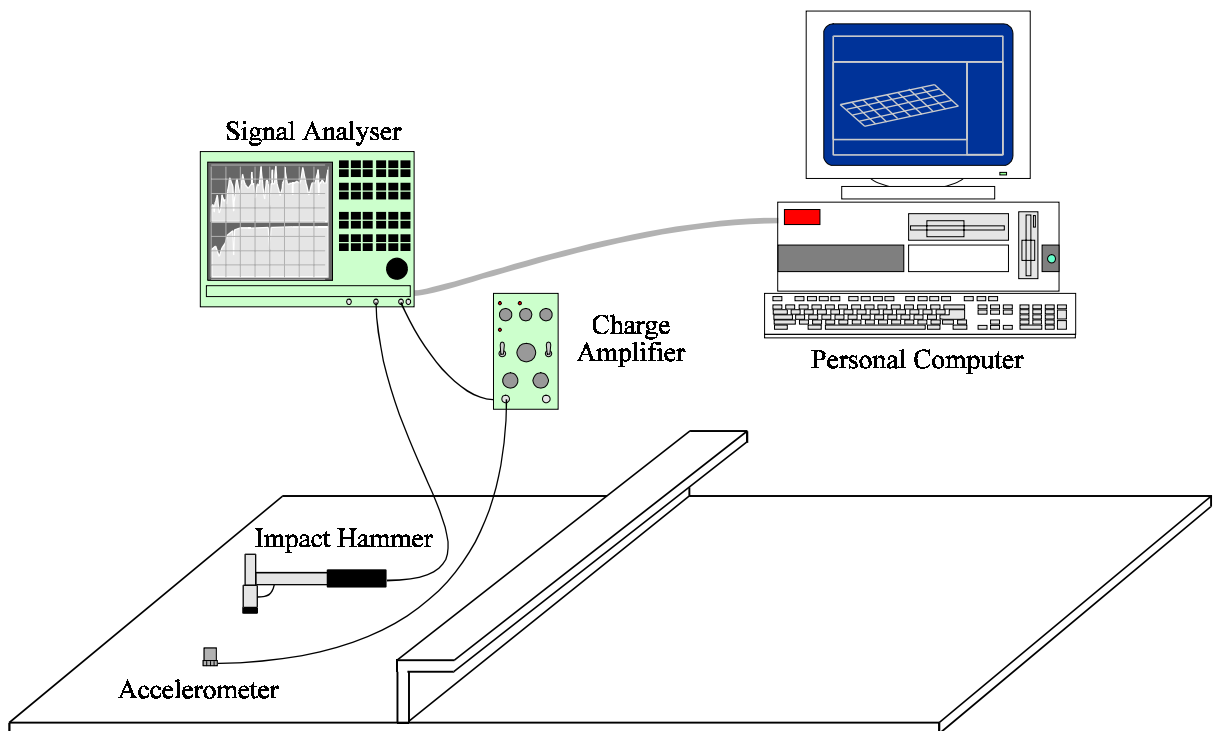 Signal Analyser
Charge
Amplifier
Personal Computer
Impact Hammer
Accelerometer